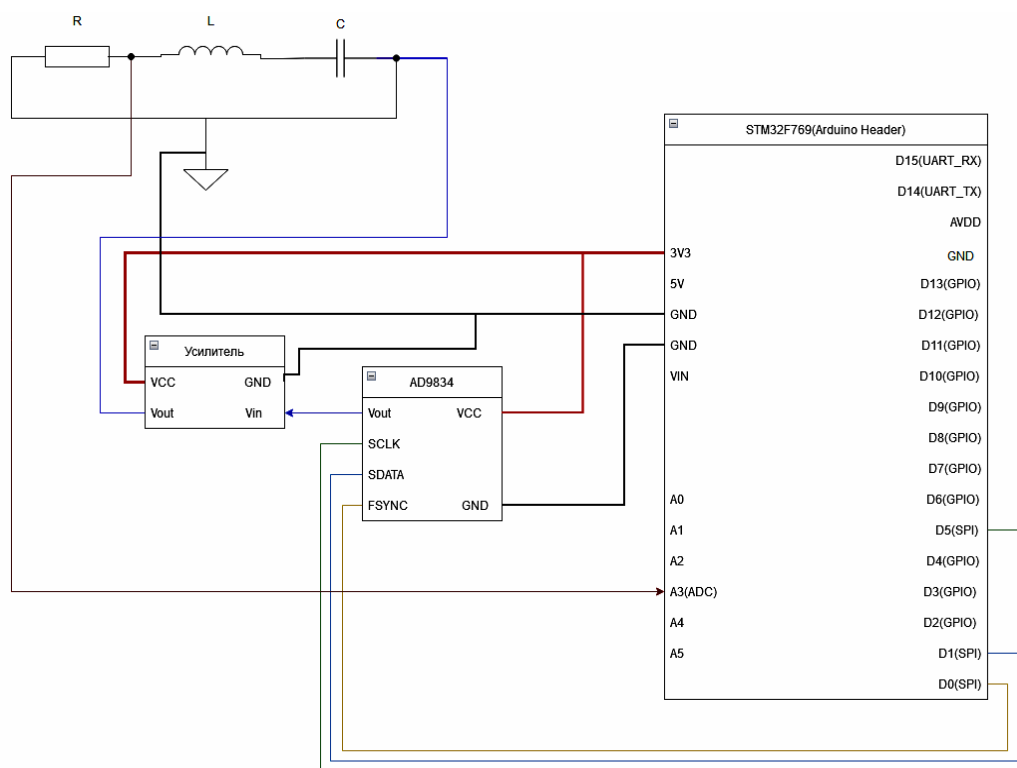 R
L
C
STM32F769(Arduino Header)
D15(UART_RX)
D14(UART_TX)
AVDD
3V3
GND
5V
D13(GPIO)
GND
D12(GPIO)
GND
D11(GPIO)
VIN
D10(GPIO)
D9(GPIO)
D8(GPIO)
D7(GPIO)
A0
D6(GPIO)
A1
D5(SPI)
A2
D4(GPIO)
A3(ADC)
D3(GPIO)
A4
D2(GPIO)
A5
D1(SPI)
D0(SPI)
Усилитель
VCC
GND
Vout
Vin
AD9834
Vout
VCC
SCLK
SDATA
FSYNC
GND